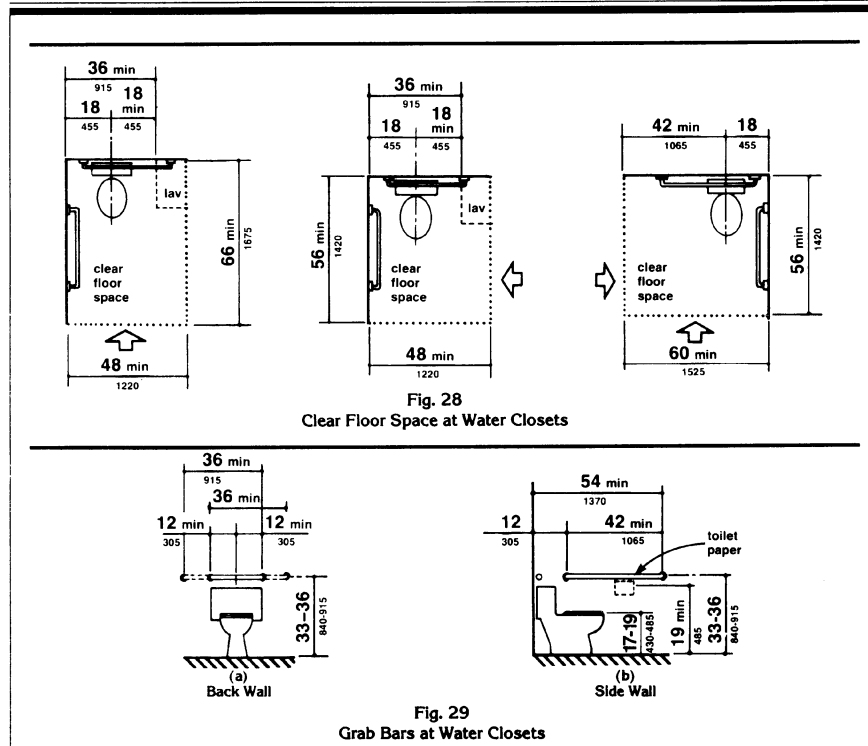 36 min
915
18
18
min
455
455
lav
66 min
1675
clear
floor
space
48 min
1220
36 min
915
18
18
min
455
455
lav
56 min
1420
clear
floor
space
48 min
1220
42 min
18
1065
455
clear
floor
space
56 min
1420
60 min
1525
Fig. 28
Clear Floor Space at Water Closets
36 min
915
36 min
12 min
12 min
305
305
33-36
840-915
(a)
Back Wall
54 min
1370
12
42 min
305
1065
toilet
paper
17-19
430-485
19 min
485
33-36
840-915
(b)
Side Wall
Fig. 29
Grab Bars at Water Closets